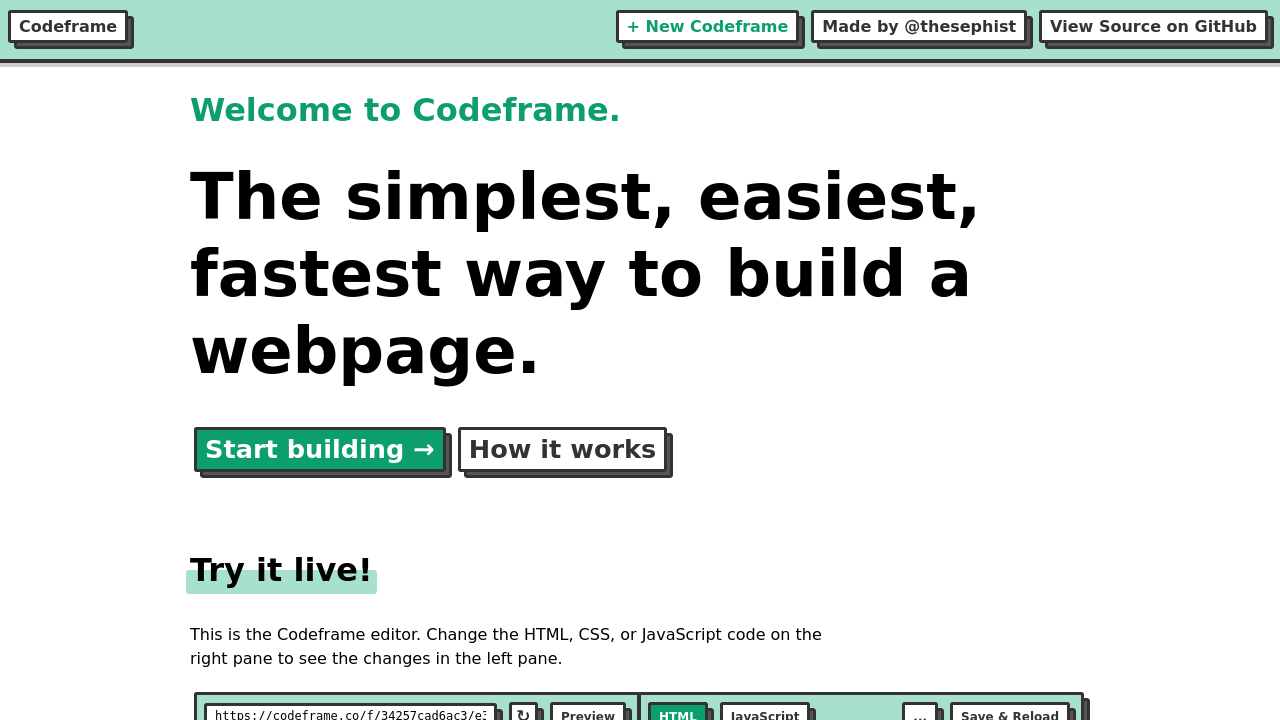 Codeframe
+ New Codeframe
Made by @thesephist
View Source on GitHub
Welcome to Codeframe.
The simplest, easiest,
fastest way to build a
webpage.
Start building →
How it works
Try it live!
This is the Codeframe editor. Change the HTML, CSS, or JavaScript code on the
right pane to see the changes in the left pane.
https://codeframe.co/f/34257cad6ac3/e3
↻
Preview
HTML
JavaScript
...
Save & Reload